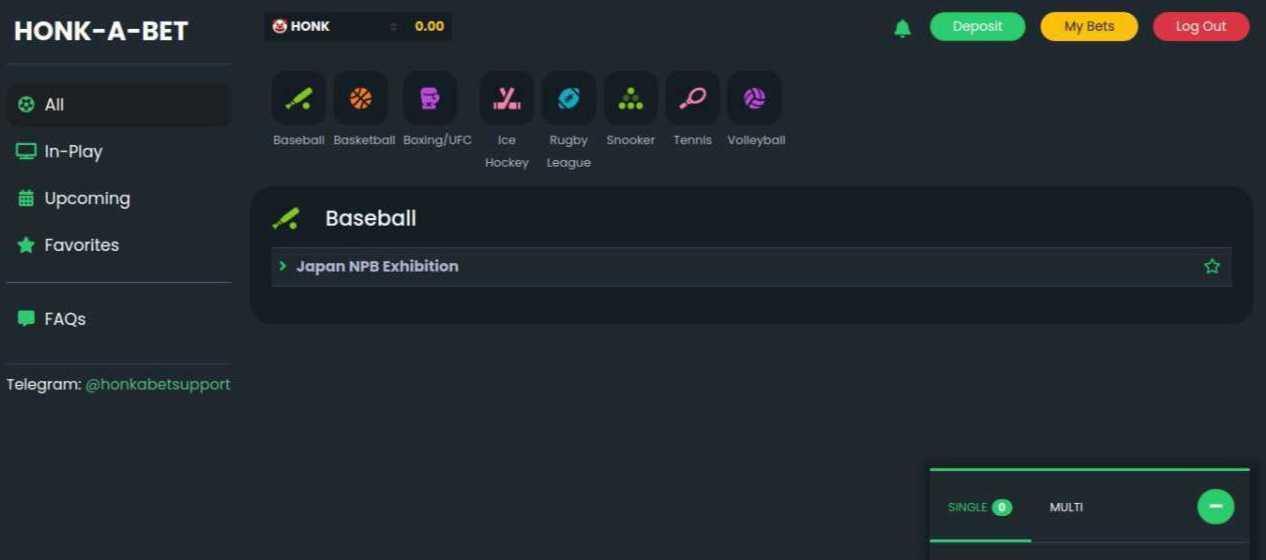 HONK-A-BET
HONK 0.00
Deposit
My Bets
Log Out
All
In-Play
Upcoming
Favorites
FAQs
Telegram: @honkabetsupport
Baseball
Basketball
Boxing/UFC
Ice
Hockey
Rugby
League
Snooker
Tennis
Volleyball
Baseball
Japan NPB Exhibition
SINGLE 0
MULTI